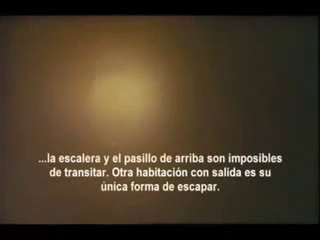 ...la escalera y el pasillo de arriba son imposibles
de transitar. Otra habitación con salida es su
única forma de escapar.